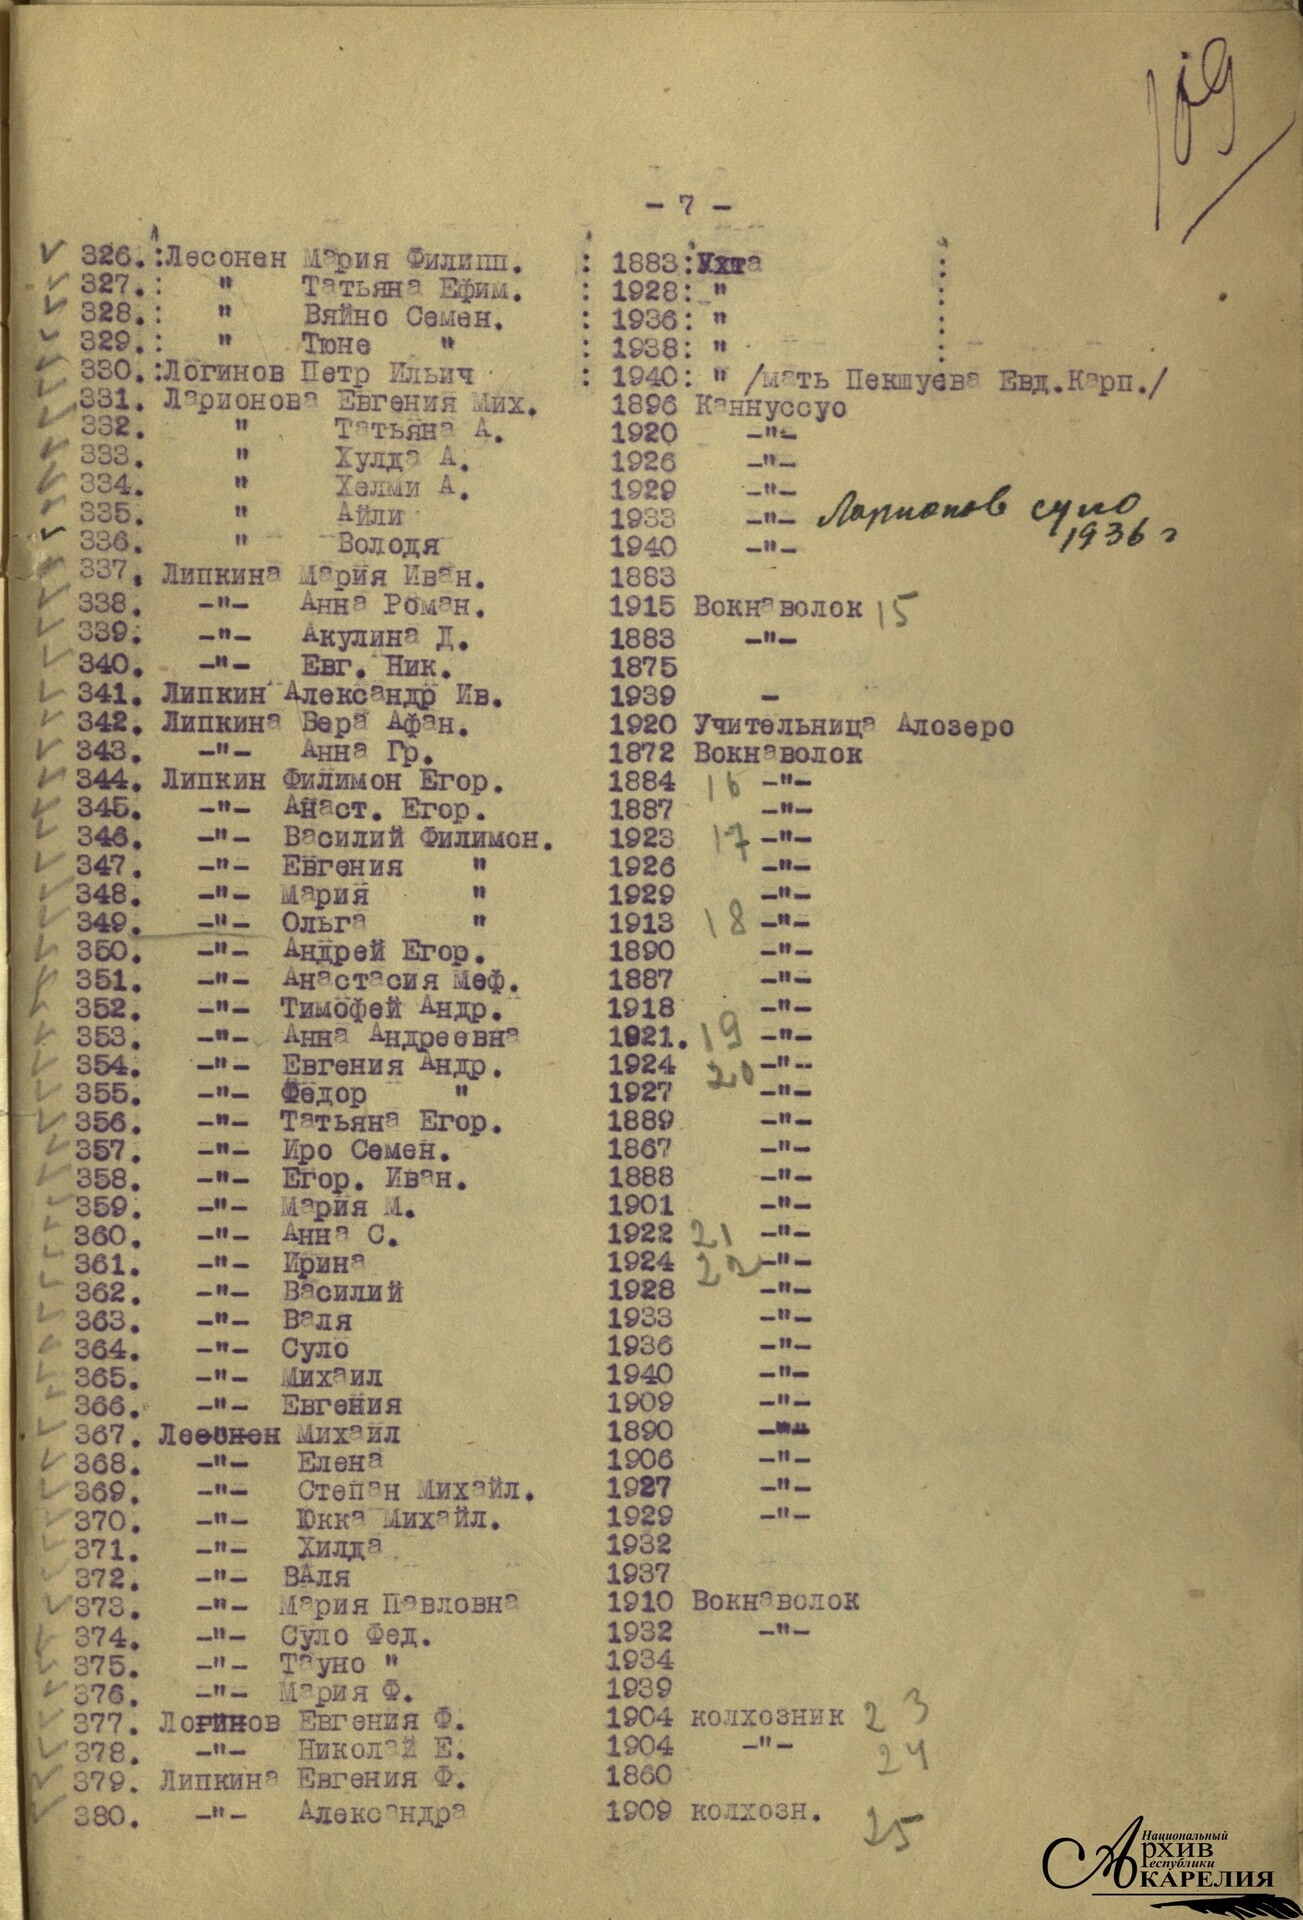 109
- 7 -
326.:Лесонен Мария Филипп. : 1883:Ухта :
327.: " Татьяна Ефим. : 1928: " :
328.: " Вяйно Семен. : 1936: " :
329.: " Тюне " : 1938: " :
330.:Логинов Петр Ильич : 1940: " /мать Пекшуева Евд.Карп./
331. Ларионова Евгения Мих. 1896 Каннуссуо
332. " Татьяна А. 1920 -"-
333. " Хулда А. 1926 -"-
334. " Хелми А. 1929 -"-
335. " Айли 1933 -"- Ларионов суло
336. " Володя 1940 -"- 1936 г
337. Липкина Мария Иван. 1883
338. -"- Анна Роман. 1915 Вокнаволок 15
339. -"- Акулина Д. 1883 -"-
340. -"- Евг. Ник. 1875
341. Липкин Александр Ив. 1939 -
342. Липкина Вера Афан. 1920 Учительница Алозеро
343. -"- Анна Гр. 1872 Вокнаволок
344. Липкин Филимон Егор. 1884 16 -"-
345. -"- Анаст. Егор. 1887 -"-
346. -"- Василий Филимон. 1923 17 -"-
347. -"- Евгения " 1926 -"-
348. -"- Мария " 1929 -"-
349. -"- Ольга " 1913 18 -"-
350. -"- Андрей Егор. 1890 -"-
351. -"- Анастасия Меф. 1887 -"-
352. -"- Тимофей Андр. 1918 -"-
353. -"- Анна Андреевна 1921. 19 -"-
354. -"- Евгения Андр. 1924 20 -"-
355. -"- Федор " 1927 -"-
356. -"- Татьяна Егор. 1889 -"-
357. -"- Иро Семен. 1867 -"-
358. -"- Егор. Иван. 1888 -"-
359. -"- Мария М. 1901 -"-
360. -"- Анна С. 1922 21 -"-
361. -"- Ирина 1924 22 -"-
362. -"- Василий 1928 -"-
363. -"- Валя 1933 -"-
364. -"- Суло 1936 -"-
365. -"- Михаил 1940 -"-
366. -"- Евгения 1909 -"-
367. Лесонен Михайл 1890 -"-
368. -"- Елена 1906 -"-
369. -"- Степан Михайл. 1927 -"-
370. -"- Юкка Михайл. 1929 -"-
371. -"- Хилда 1932
372. -"- ВАля 1937
373. -"- Мария Павловна 1910 Вокнаволок
374. -"- Суло Фед. 1932 -"-
375. -"- Тауно " 1934
376. -"- Мария Ф. 1939
377. Логинов Евгения Ф. 1904 колхозник 23
378. -"- Николай Е. 1904 -"- 24
379. Липкина Евгения Ф. 1860
380. -"- Александра 1909 колхозн. 25
Национальный
Архив
Республики
КАРЕЛИЯ